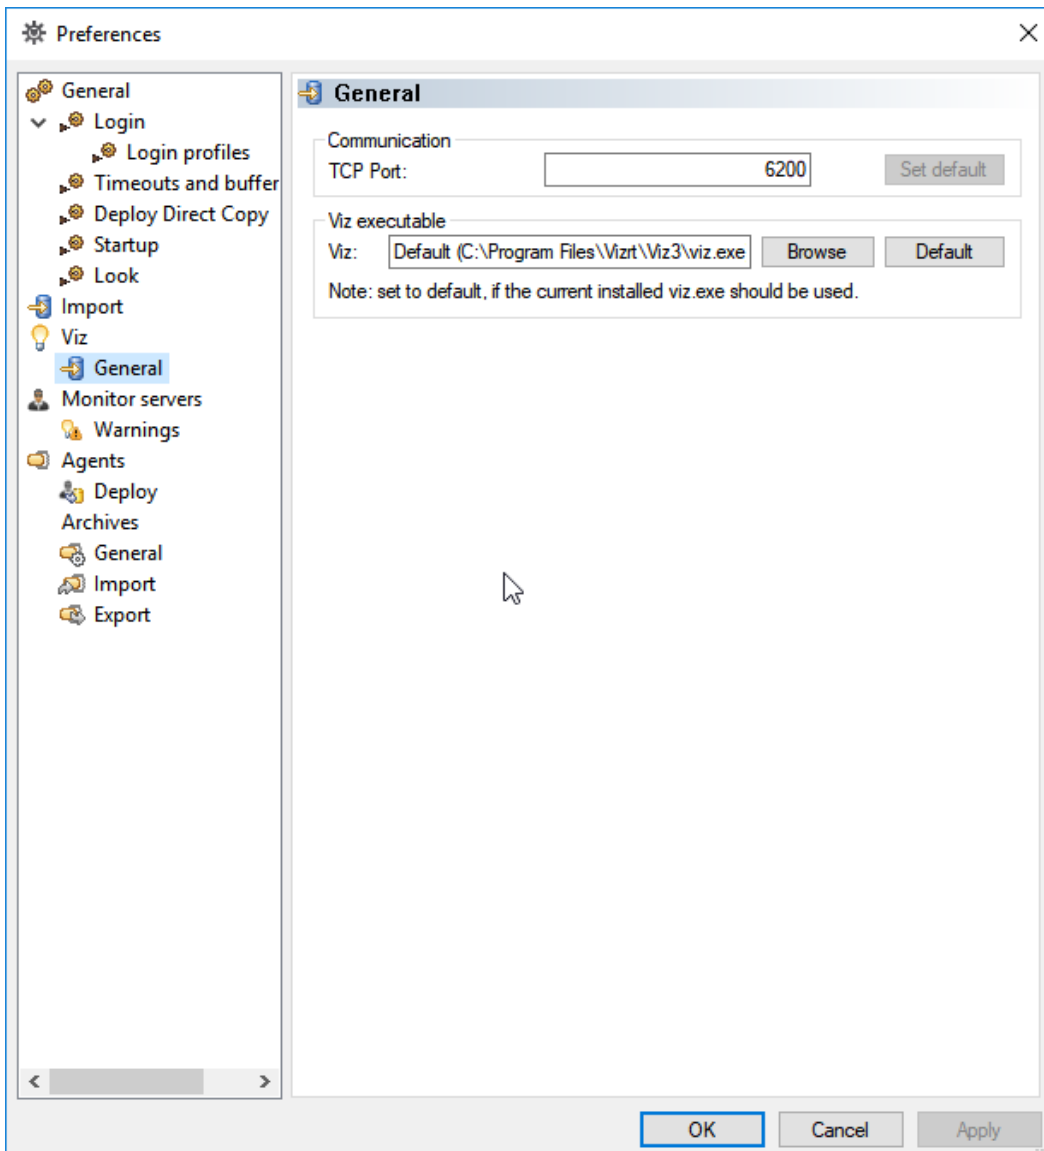 Preferences
General
Login
Login profiles
Timeouts and buffer
Deploy Direct Copy
Startup
Look
Import
Viz
General
Monitor servers
Warnings
Agents
Deploy
Archives
General
Import
Export
General
Communication
TCP Port: 6200 Set default
Viz executable
Viz: Default (C:\Program Files\Vizrt\Viz3\viz.exe Browse Default
Note: set to default, if the current installed viz.exe should be used.
OK Cancel Apply